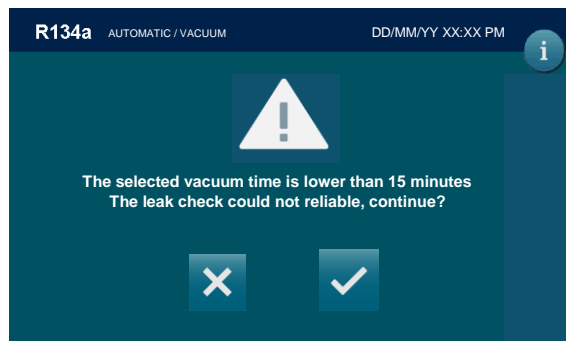 R134a AUTOMATIC / VACUUM DD/MM/YY XX:XX PM
i
The selected vacuum time is lower than 15 minutes
The leak check could not reliable, continue?